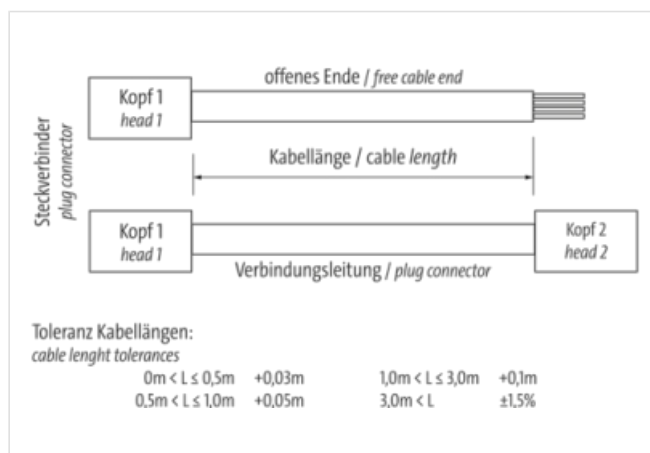 offenes Ende / free cable end
Kopf 1
head 1
Steckverbinder
plug connector
Kabellänge / cable length
Kopf 1
head 1
Kopf 2
head 2
Verbindungsleitung / plug connector
Toleranz Kabellängen:
cable lenght tolerances
0m < L ≤ 0,5m +0,03m 1,0m < L ≤ 3,0m +0,1m
0,5m < L ≤ 1,0m +0,05m 3,0m < L ±1,5%